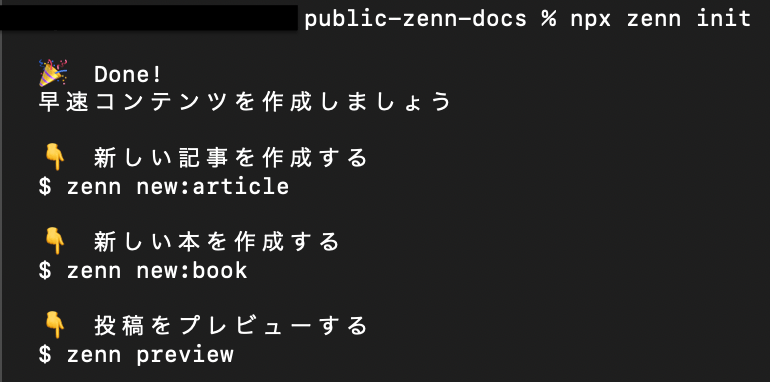 public-zenn-docs % npx zenn init
🎉 Done!
早速コンテンツを作成しましょう
👇 新しい記事を作成する
$ zenn new:article
👇 新しい本を作成する
$ zenn new:book
👇 投稿をプレビューする
$ zenn preview